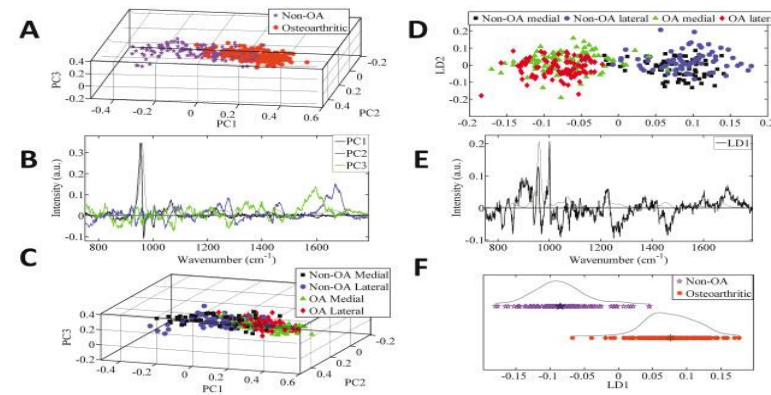 A
Non-OA
Osteoarthritic
PC3
0.4
0.2
0
-0.2
-0.4
-0.2
0
0.2
0.4
0.6
PC1
-0.2
0
0.2
0.4
PC2
B
PC1
PC2
PC3
Intensity (a.u.)
0.3
0.2
0.1
0
-0.1
800
1000
1200
1400
1600
Wavenumber (cm-1)
C
Non-OA Medial
Non-OA Lateral
OA Medial
OA Lateral
PC3
0.4
0.2
0
-0.2
-0.4
-0.2
0
0.2
0.4
0.6
PC1
-0.2
0
0.2
0.4
PC2
D
Non-OA medial
Non-OA lateral
OA medial
OA later
LD2
0.2
0.1
0
-0.1
-0.2
-0.2
-0.15
-0.1
-0.05
0
0.05
0.1
0.15
0.2
LD1
E
LD1
Intensity (a.u.)
0.2
0.1
0
-0.1
800
1000
1200
1400
1600
Wavenumber (cm-1)
F
Non-OA
Osteoarthritic
-0.15
-0.1
-0.05
0
0.05
0.1
0.15
LD1